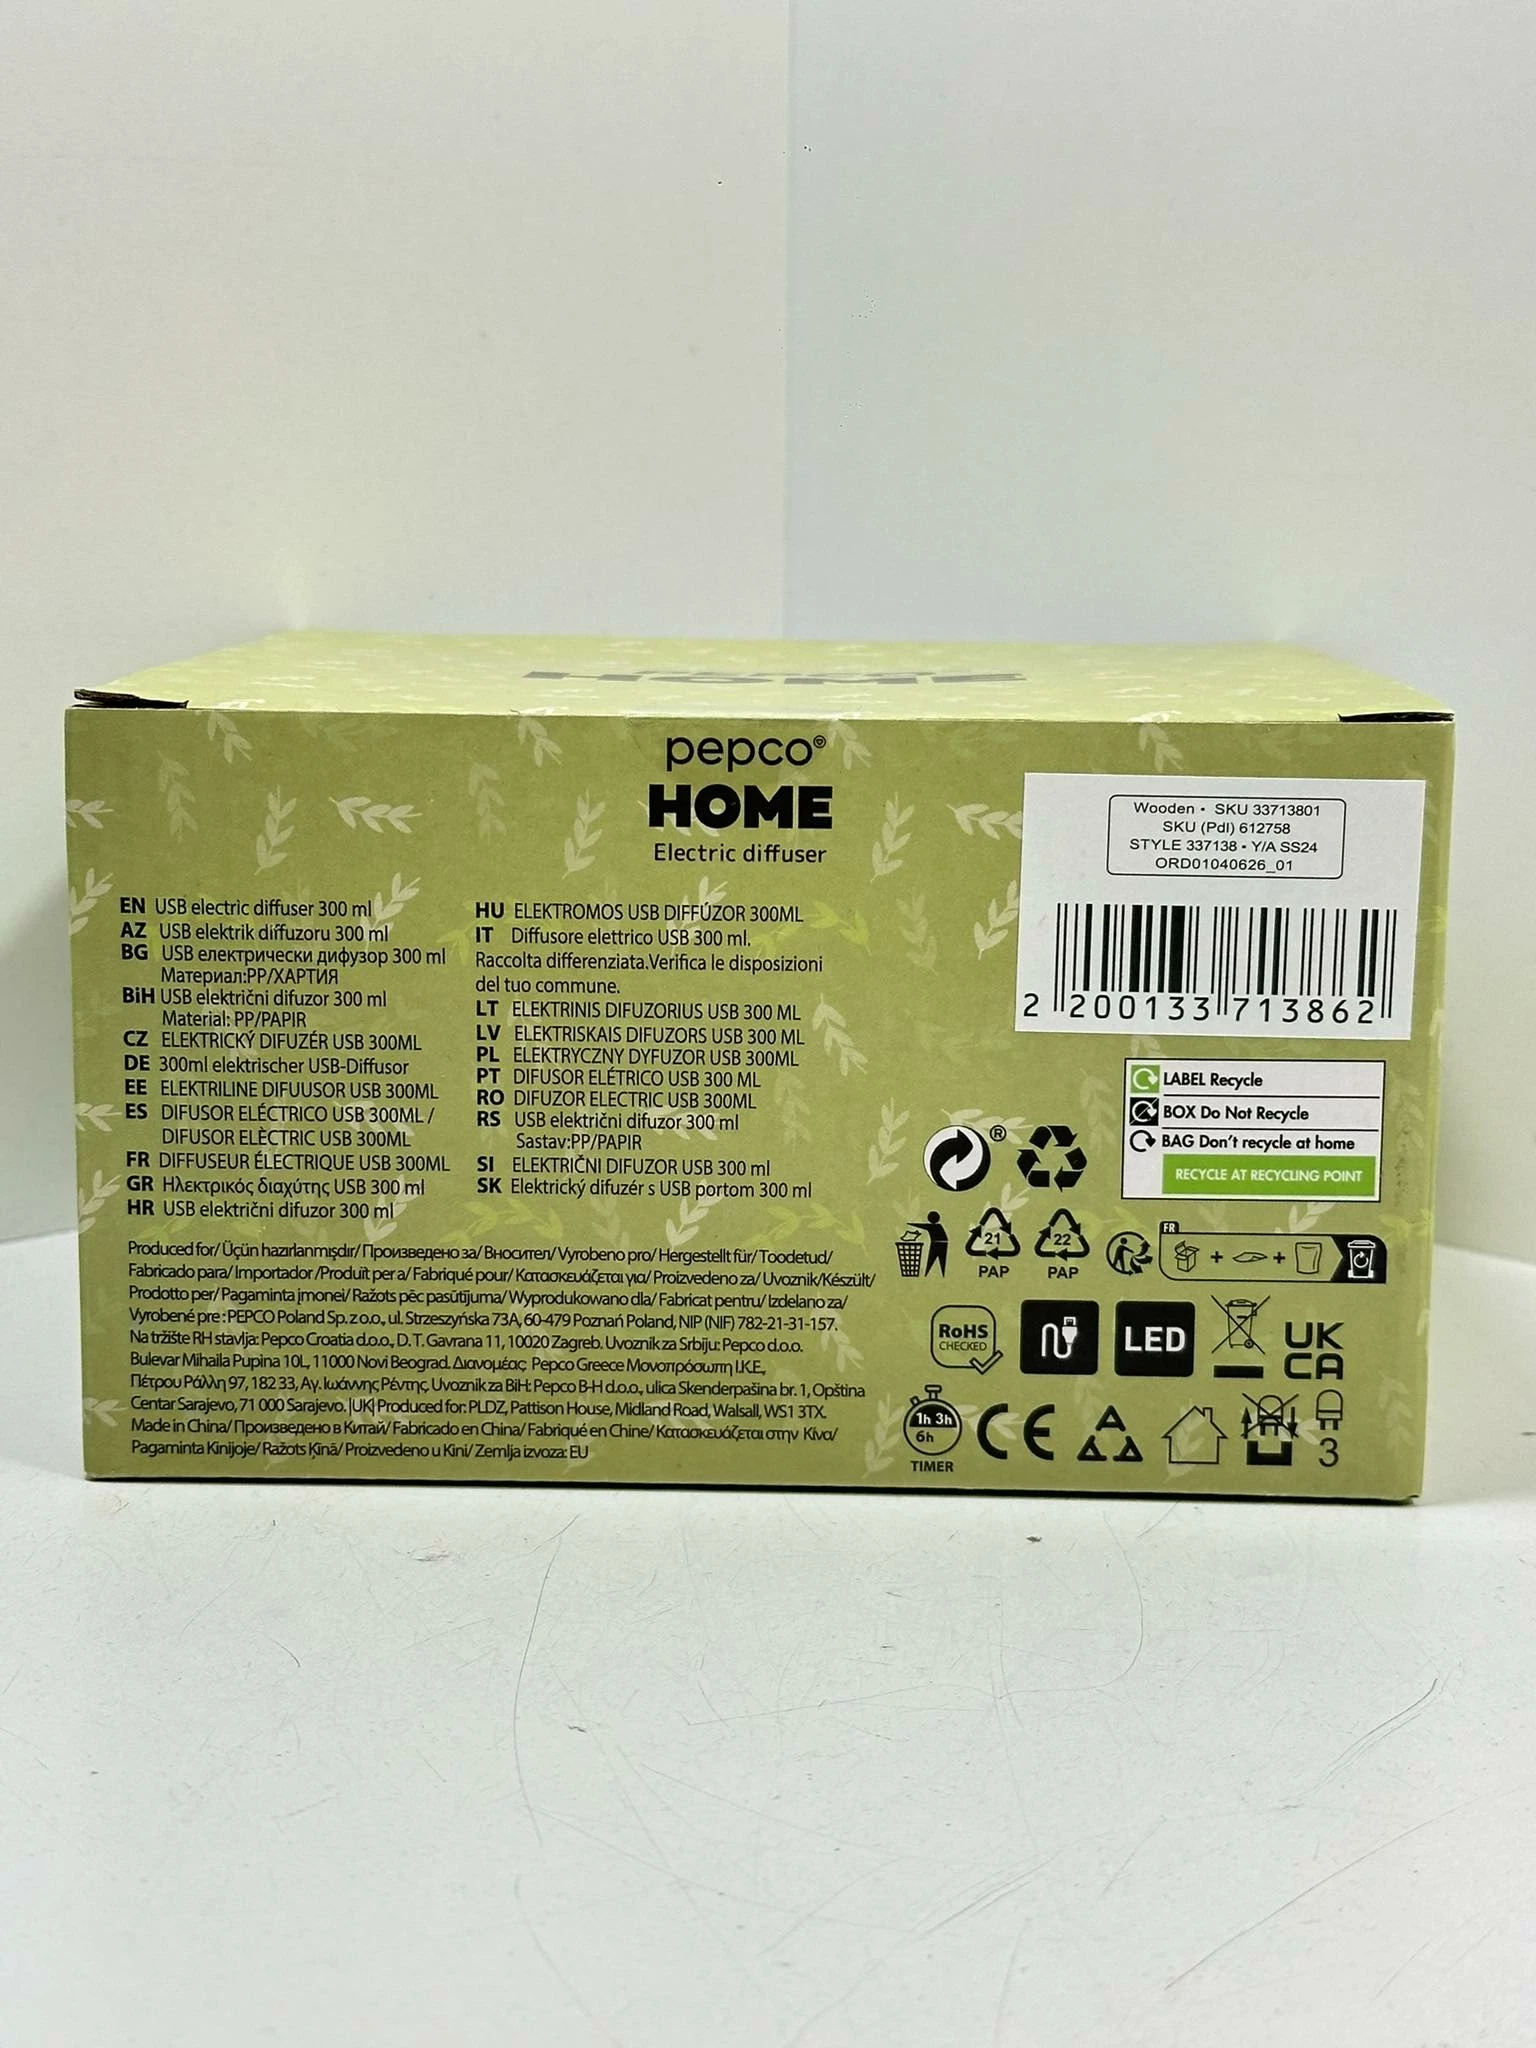 HOME
pepco
HOME
Electric diffuser
Wooden • SKU 33713801
SKU (Pdl) 612758
STYLE 337138 • Y/A SS24
ORD01040626_01
2 200133 713862
EN USB electric diffuser 300 ml
AZ USB elektrik diffuzoru 300 ml
BG USB електрически дифузор 300 ml
Материал:PP/ХАРТИЯ
BiH USB električni difuzor 300 ml
Material: PP/PAPIR
CZ ELEKTRICKÝ DIFUZÉR USB 300ML
DE 300ml elektrischer USB-Diffusor
EE ELEKTRILINE DIFUUSOR USB 300ML
ES DIFUSOR ELÉCTRICO USB 300ML /
DIFUSOR ELÈCTRIC USB 300ML
FR DIFFUSEUR ÉLECTRIQUE USB 300ML
GR Ηλεκτρικός διαχύτης USB 300 ml
HR USB električni difuzor 300 ml
HU ELEKTROMOS USB DIFFÚZOR 300ML
IT Diffusore elettrico USB 300 ml.
Raccolta differenziata.Verifica le disposizioni
del tuo commune.
LT ELEKTRINIS DIFUZORIUS USB 300 ML
LV ELEKTRISKAIS DIFUZORS USB 300 ML
PL ELEKTRYCZNY DYFUZOR USB 300ML
PT DIFUSOR ELÉTRICO USB 300 ML
RO DIFUZOR ELECTRIC USB 300ML
RS USB električni difuzor 300 ml
Sastav:PP/PAPIR
SI ELEKTRIČNI DIFUZOR USB 300 ml
SK Elektrický difuzér s USB portom 300 ml
Produced for/ Üçün hazırlanmışdır/ Произведено за/ Вносител/ Vyrobeno pro/ Hergestellt für/ Toodetud/
Fabricado para/ Importador /Produït per a/ Fabriqué pour/ Κατασκευάζεται για/ Proizvedeno za/ Uvoznik/Készült/
Prodotto per/ Pagaminta įmonei/ Ražots pēc pasūtījuma/ Wyprodukowano dla/ Fabricat pentru/ Izdelano za/
Vyrobené pre : PEPCO Poland Sp. z o.o., ul. Strzeszyńska 73A, 60-479 Poznań Poland, NIP (NIF) 782-21-31-157.
Na tržište RH stavlja: Pepco Croatia d.o.o., D. T. Gavrana 11, 10020 Zagreb. Uvoznik za Srbiju: Pepco d.o.o.
Bulevar Mihaila Pupina 10L, 11000 Novi Beograd. Διανομέας: Pepco Greece Μονοπρόσωπη Ι.Κ.Ε.,
Πέτρου Ράλλη 97, 182 33, Αγ. Ιωάννης Ρέντης. Uvoznik za BiH: Pepco B-H d.o.o., ulica Skenderpašina br. 1, Opština
Centar Sarajevo, 71 000 Sarajevo. |UK| Produced for: PLDZ, Pattison House, Midland Road, Walsall, WS1 3TX.
Made in China/ Произведено в Китай/ Fabricado en China/ Fabriqué en Chine/ Κατασκευάζεται στην Κίνα/
Pagaminta Kinijoje/ Ražots Ķīnā/ Proizvedeno u Kini/ Zemlja izvoza: EU
LABEL Recycle
BOX Do Not Recycle
BAG Don't recycle at home
RECYCLE AT RECYCLING POINT
®
21
PAP
22
PAP
FR
+ +
RoHS
CHECKED
LED
UK
CA
1h 3h
6h
TIMER
CE
A
3